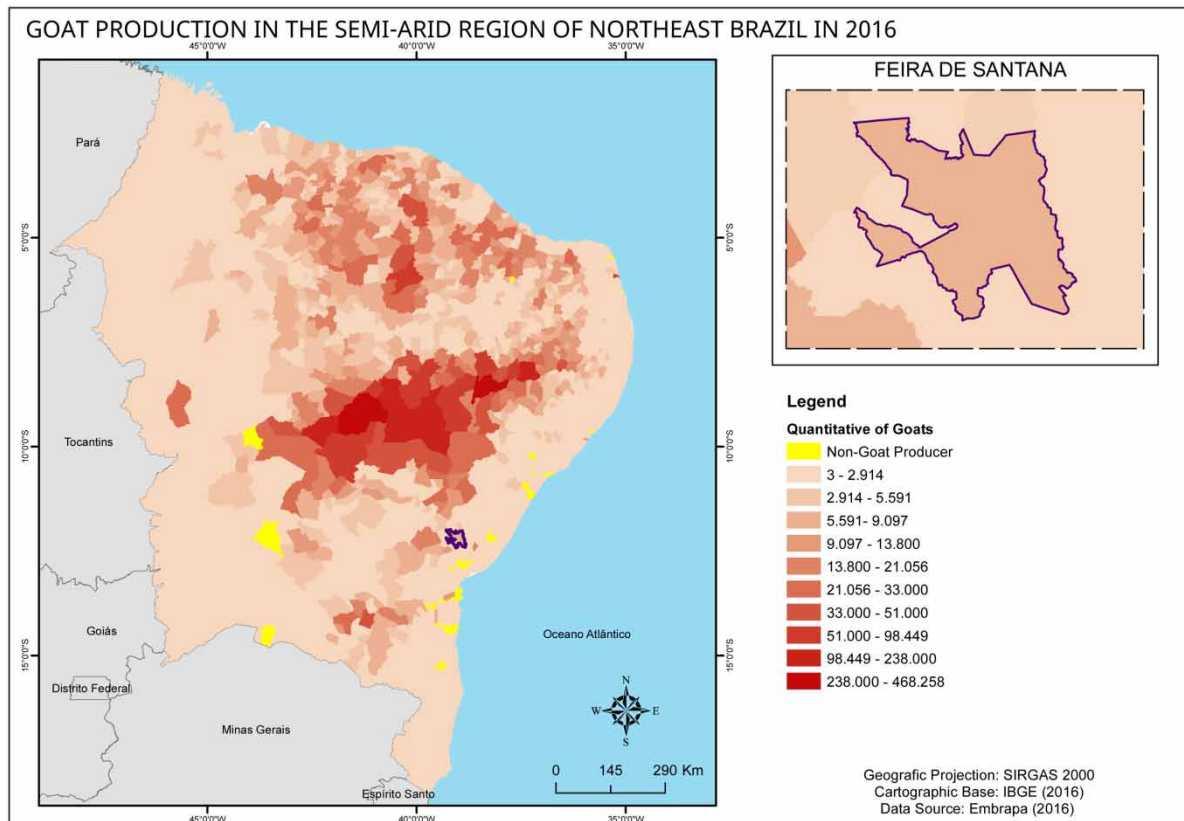 GOAT PRODUCTION IN THE SEMI-ARID REGION OF NORTHEAST BRAZIL IN 2016
45°0'0"W 40°0'0"W 35°0'0"W
Pará
5°0'0"S 5°0'0"S
Tocantins
10°0'0"S 10°0'0"S
Goiás
Oceano Atlântico
15°0'0"S 15°0'0"S
Distrito Federal
Minas Gerais
N
W E
S
0 145 290 Km
Espírito Santo
45°0'0"W 40°0'0"W 35°0'0"W
FEIRA DE SANTANA
Legend
Quantitative of Goats
Non-Goat Producer
3 - 2.914
2.914 - 5.591
5.591- 9.097
9.097 - 13.800
13.800 - 21.056
21.056 - 33.000
33.000 - 51.000
51.000 - 98.449
98.449 - 238.000
238.000 - 468.258
Geografic Projection: SIRGAS 2000
Cartographic Base: IBGE (2016)
Data Source: Embrapa (2016)